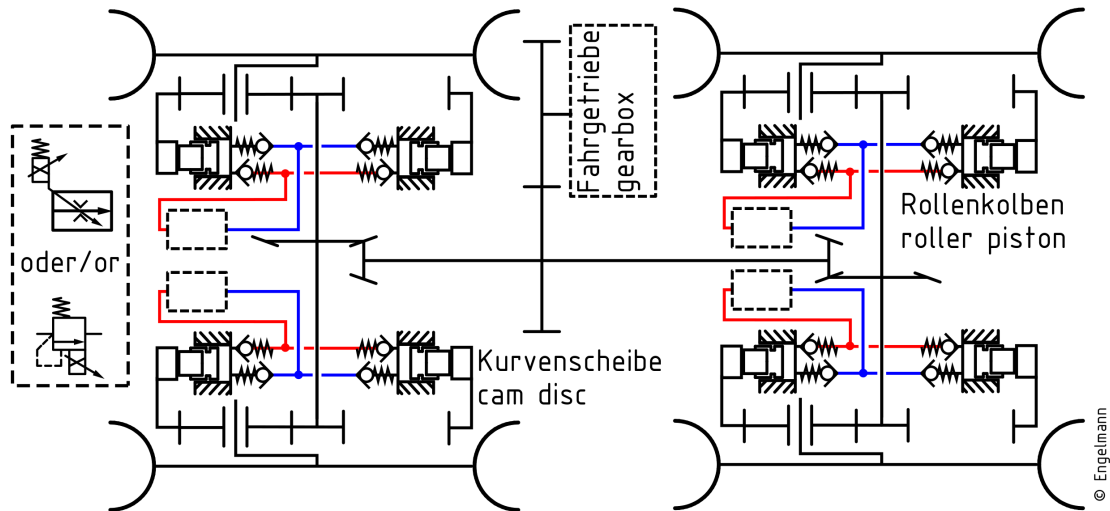 Fahrgetriebe
gearbox
Rollenkolben
roller piston
oder/or
Kurvenscheibe
cam disc
© Engelmann